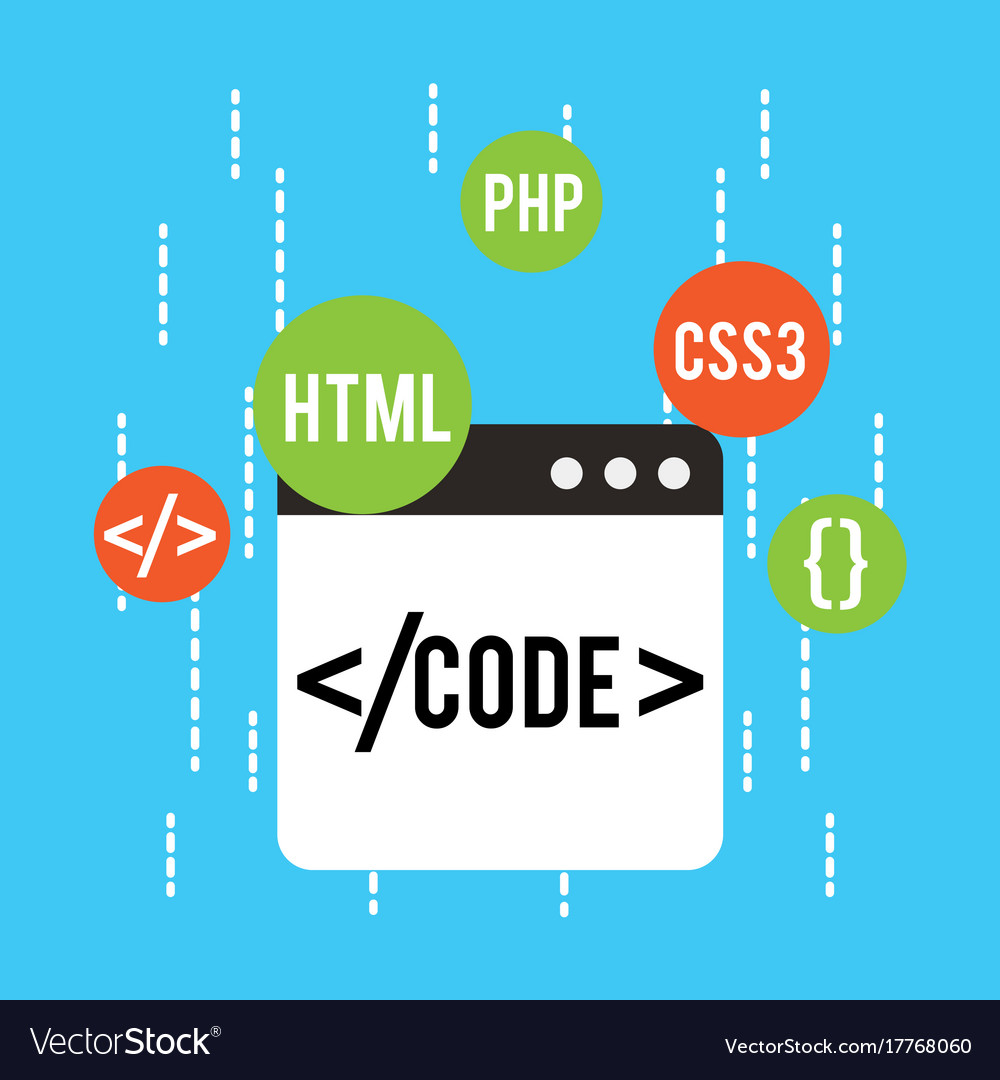 PHP
CSS3
HTML
</>
{}
</CODE>
VectorStock®
VectorStock.com/17768060